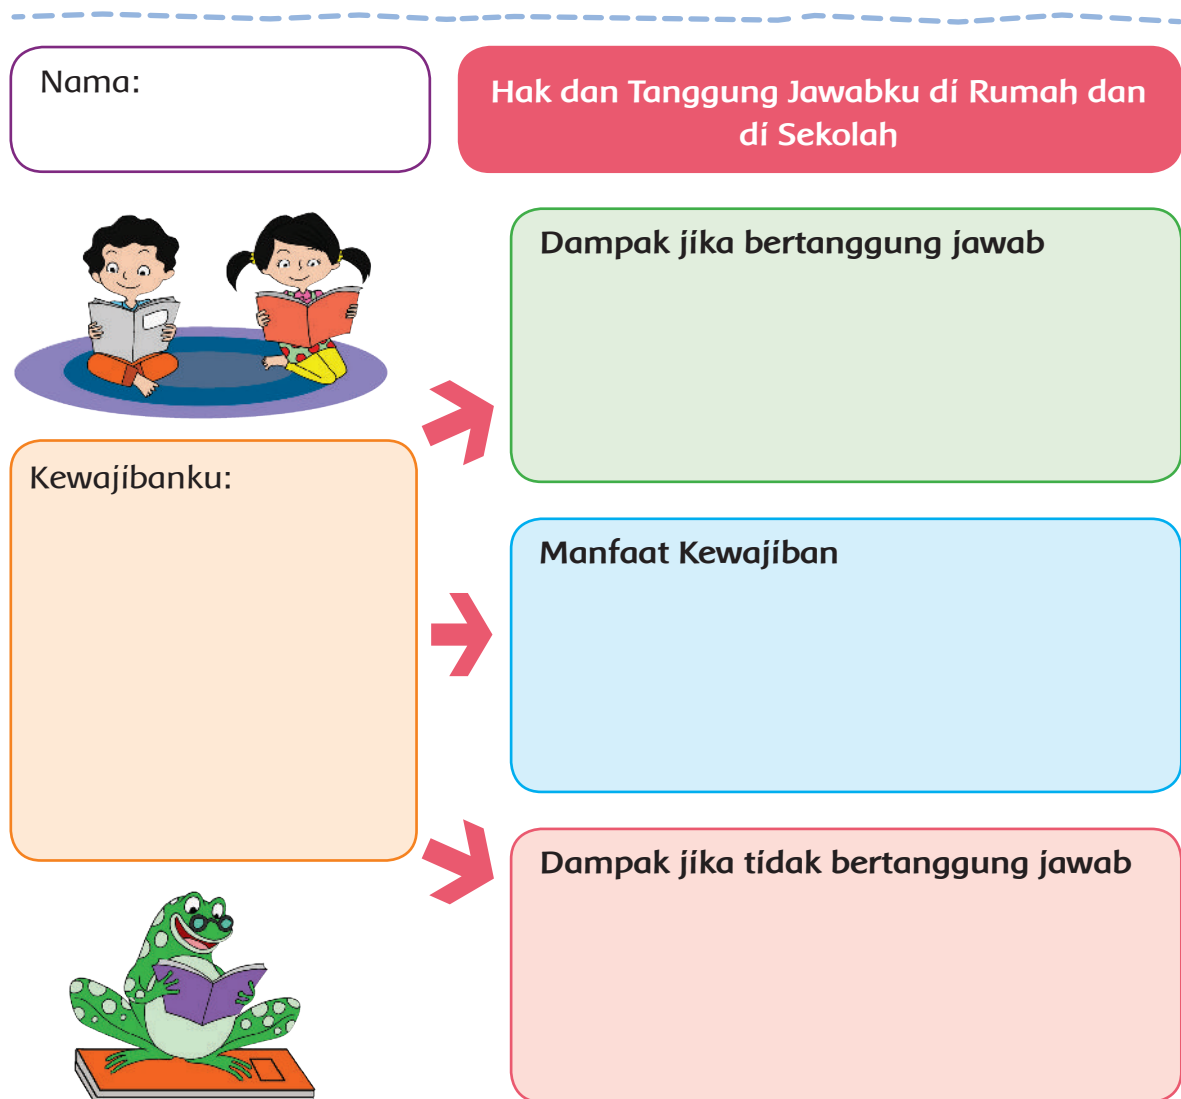 Nama:
Hak dan Tanggung Jawabku di Rumah dan
di Sekolah
Dampak jika bertanggung jawab
Kewajibanku:
Manfaat Kewajiban
Dampak jika tidak bertanggung jawab